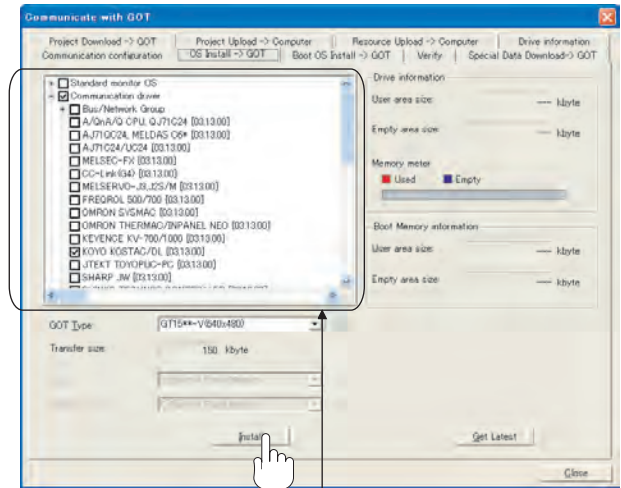 Communicate with GOT
Project Download -> GOT
Project Upload -> Computer
Resource Upload -> Computer
Drive information
Communication configuration
OS Install -> GOT
Boot OS Install -> GOT
Verify
Special Data Download-> GOT
Standard monitor OS
Communication driver
Bus/Network Group
A/QnA/Q CPU, QJ71C24 [03.13.00]
AJ71QC24, MELDAS C6* [03.13.00]
AJ71C24/UC24 [03.13.00]
MELSEC-FX [03.13.00]
CC-Link(G4) [03.13.00]
MELSERVO-J3,J2S/M [03.13.00]
FREQROL 500/700 [03.13.00]
OMRON SYSMAC [03.13.00]
OMRON THERMAC/INPANEL NEO [03.13.00]
KEYENCE KV-700/1000 [03.13.00]
KOYO KOSTAC/DL [03.13.00]
JTEKT TOYOPUC-PC [03.13.00]
SHARP JW [03.13.00]
Drive information
User area size:
---- kbyte
Empty area size:
---- kbyte
Memory meter
Used
Empty
Boot Memory information
User area size:
---- kbyte
Empty area size:
---- kbyte
GOT Type:
GT15**-V(640x480)
Transfer size:
150 kbyte
Install
Get Latest
Close